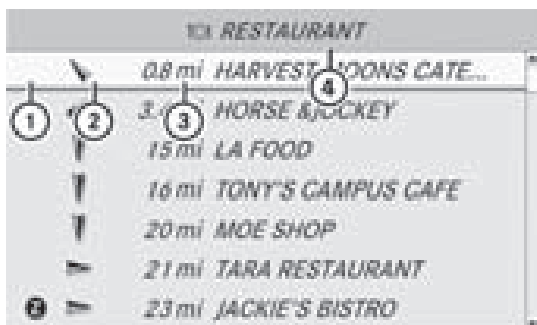 RESTAURANT
0.8 mi HARVEST MOONS CATE...
1 2 3. 3 4 HORSE & JOCKEY
15 mi LA FOOD
16 mi TONY'S CAMPUS CAFE
20 mi MOE SHOP
21 mi TARA RESTAURANT
23 mi JACKIE'S BISTRO